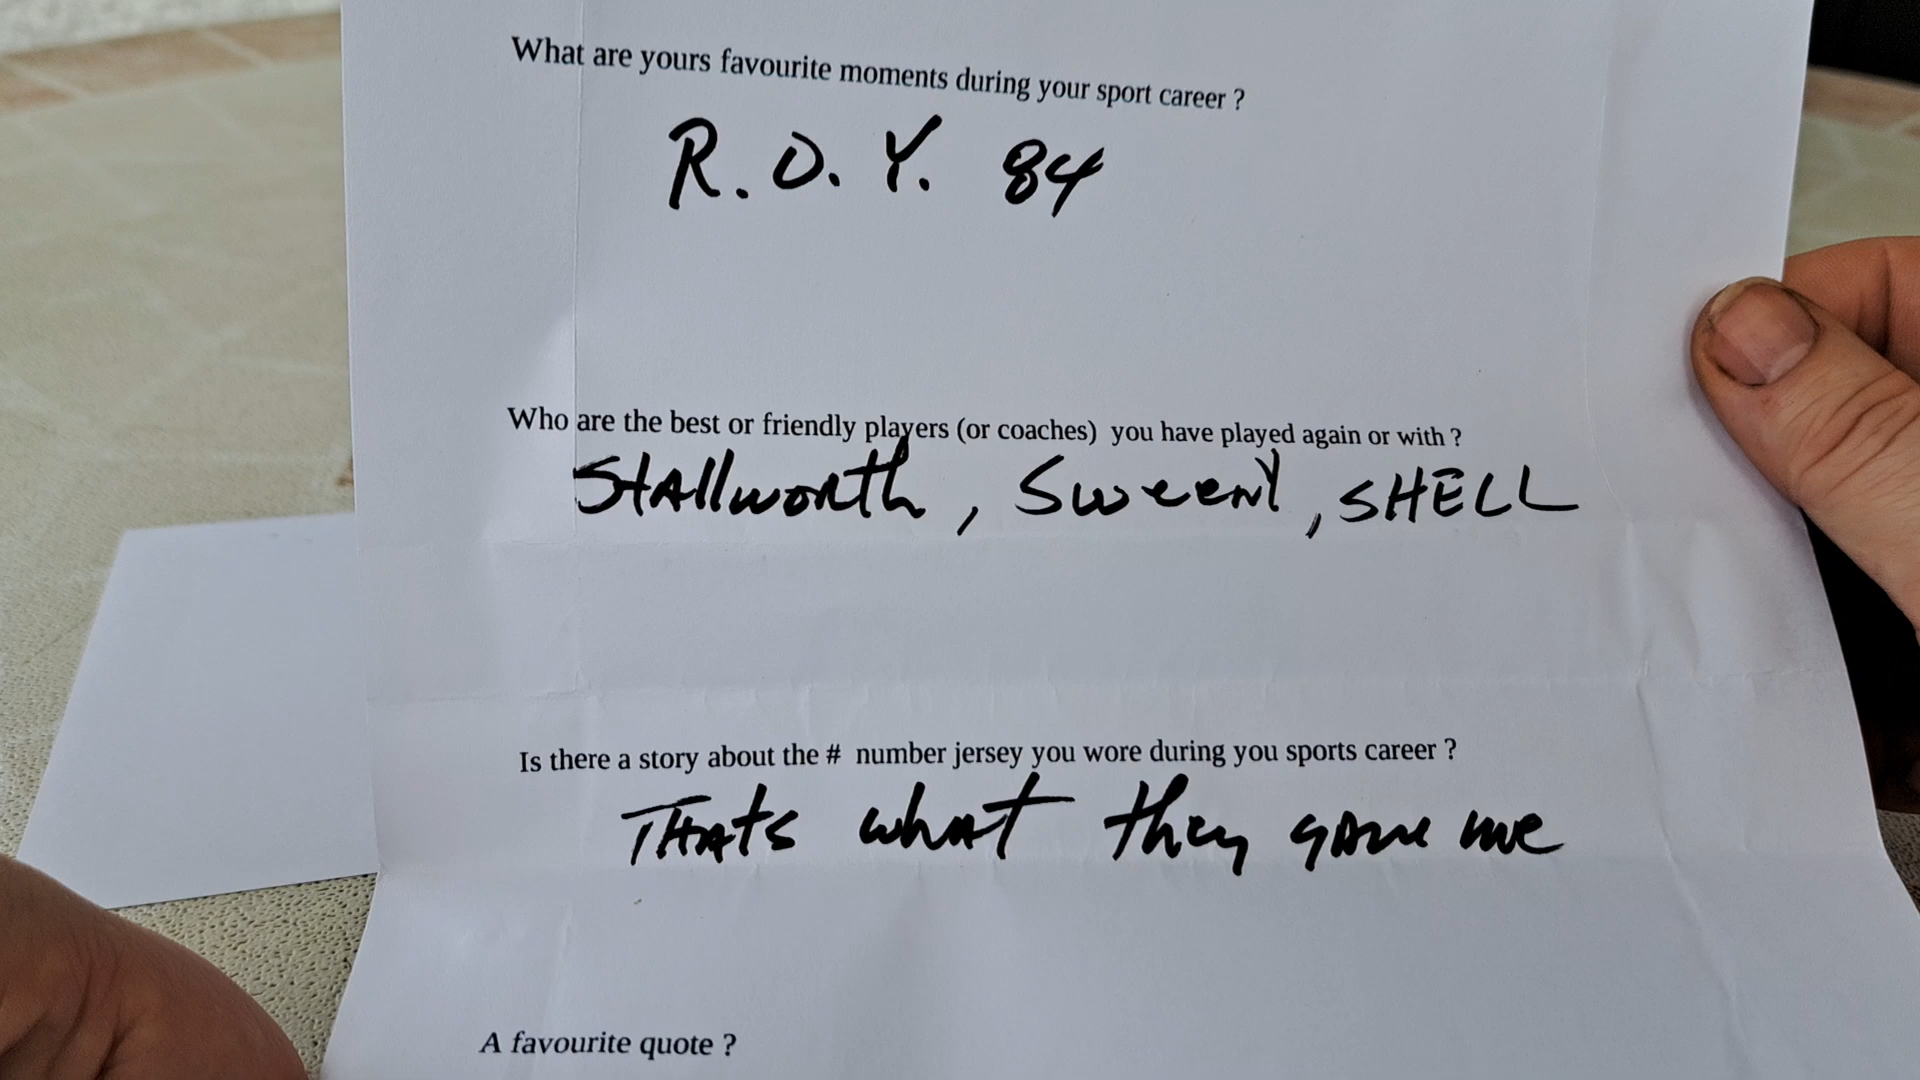 What are yours favourite moments during your sport career ?
R.O.Y. 84
Who are the best or friendly players (or coaches) you have played again or with ?
Stallworth, Sweeny, SHELL
Is there a story about the # number jersey you wore during you sports career ?
THAts what they gave me
A favourite quote ?